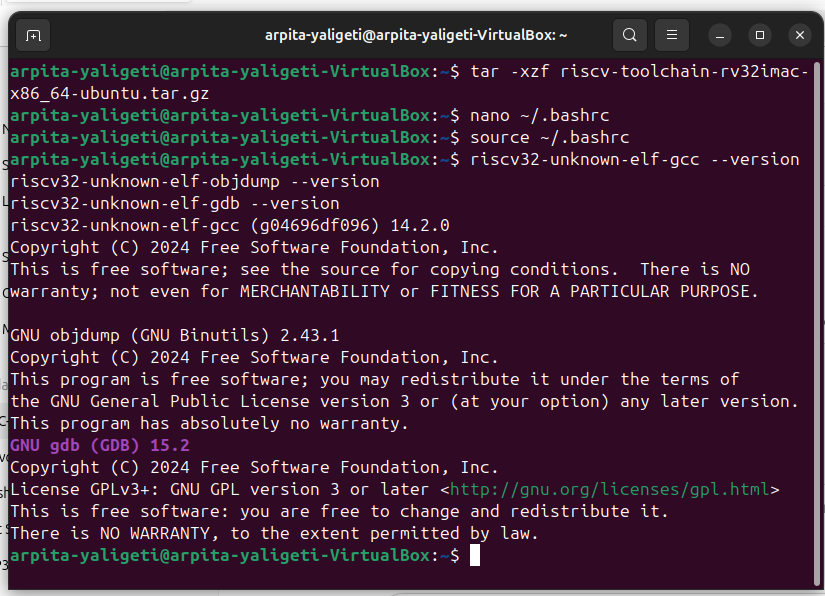 arpita-yaligeti@arpita-yaligeti-VirtualBox: ~
arpita-yaligeti@arpita-yaligeti-VirtualBox:~$ tar -xzf riscv-toolchain-rv32imac-
x86_64-ubuntu.tar.gz
arpita-yaligeti@arpita-yaligeti-VirtualBox:~$ nano ~/.bashrc
arpita-yaligeti@arpita-yaligeti-VirtualBox:~$ source ~/.bashrc
arpita-yaligeti@arpita-yaligeti-VirtualBox:~$ riscv32-unknown-elf-gcc --version
riscv32-unknown-elf-objdump --version
riscv32-unknown-elf-gdb --version
riscv32-unknown-elf-gcc (g04696df096) 14.2.0
Copyright (C) 2024 Free Software Foundation, Inc.
This is free software; see the source for copying conditions.  There is NO
warranty; not even for MERCHANTABILITY or FITNESS FOR A PARTICULAR PURPOSE.
GNU objdump (GNU Binutils) 2.43.1
Copyright (C) 2024 Free Software Foundation, Inc.
This program is free software; you may redistribute it under the terms of
the GNU General Public License version 3 or (at your option) any later version.
This program has absolutely no warranty.
GNU gdb (GDB) 15.2
Copyright (C) 2024 Free Software Foundation, Inc.
License GPLv3+: GNU GPL version 3 or later <http://gnu.org/licenses/gpl.html>
This is free software: you are free to change and redistribute it.
There is NO WARRANTY, to the extent permitted by law.
arpita-yaligeti@arpita-yaligeti-VirtualBox:~$